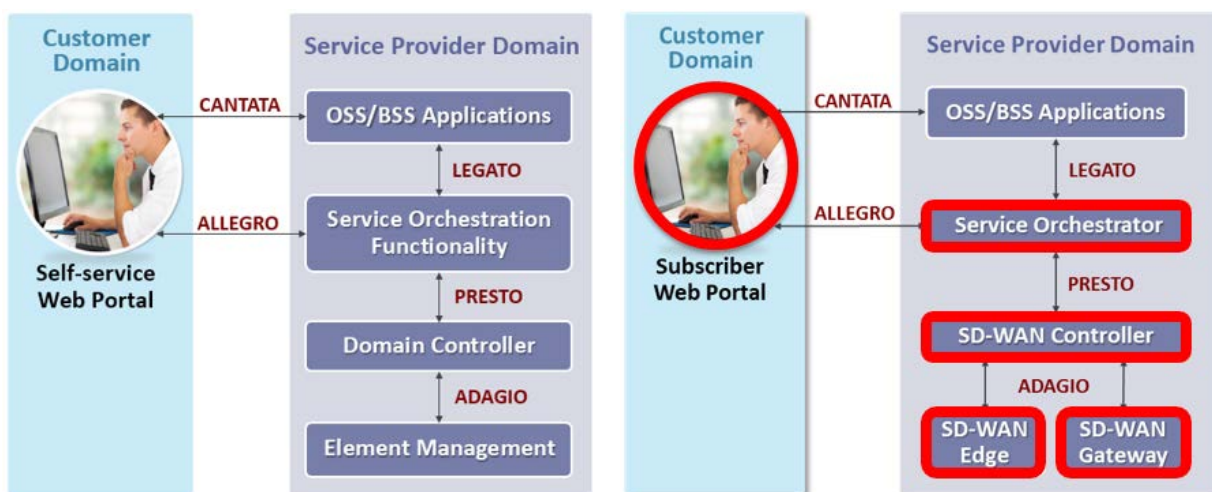 Customer
Domain
Service Provider Domain
CANTATA
OSS/BSS Applications
LEGATO
ALLEGRO
Service Orchestration
Functionality
Self-service
Web Portal
PRESTO
Domain Controller
ADAGIO
Element Management
Customer
Domain
Service Provider Domain
CANTATA
OSS/BSS Applications
LEGATO
ALLEGRO
Service Orchestrator
Subscriber
Web Portal
PRESTO
SD-WAN Controller
ADAGIO
SD-WAN
Edge
SD-WAN
Gateway